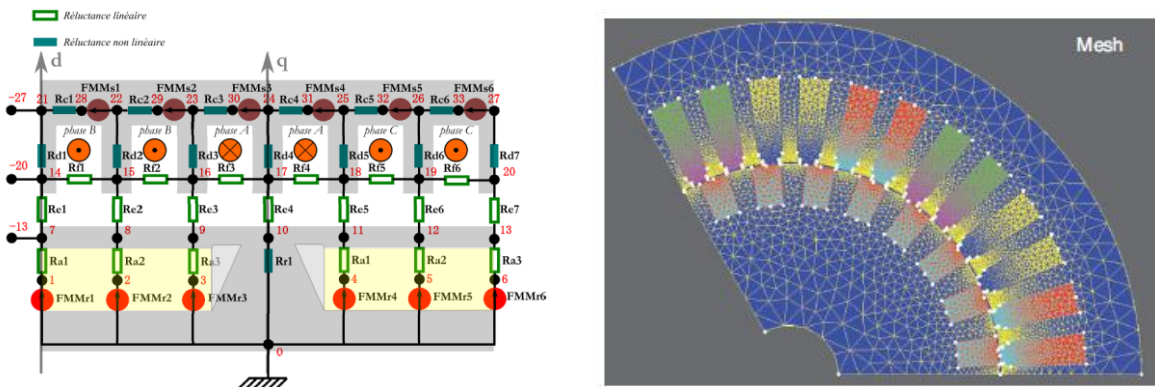 Réluctance linéaire
Réluctance non linéaire
d
q
FMMs1 FMMs2 FMMs3 FMMs4 FMMs5 FMMs6
-27 21 Rc1 28 22 Rc2 29 23 Rc3 30 24 Rc4 31 25 Rc5 32 26 Rc6 33 27
phase B phase B phase A phase A phase C phase C
Rd1 Rd2 Rd3 Rd4 Rd5 Rd6 Rd7
Rf1 Rf2 Rf3 Rf4 Rf5 Rf6
-20 14 15 16 17 18 19 20
Re1 Re2 Re3 Re4 Re5 Re6 Re7
-13 7 8 9 10 11 12 13
Ra1 Ra2 Ra3 Rr1 Ra1 Ra2 Ra3
1 2 3 4 5 6
FMMr1 FMMr2 FMMr3 FMMr4 FMMr5 FMMr6
0
Mesh